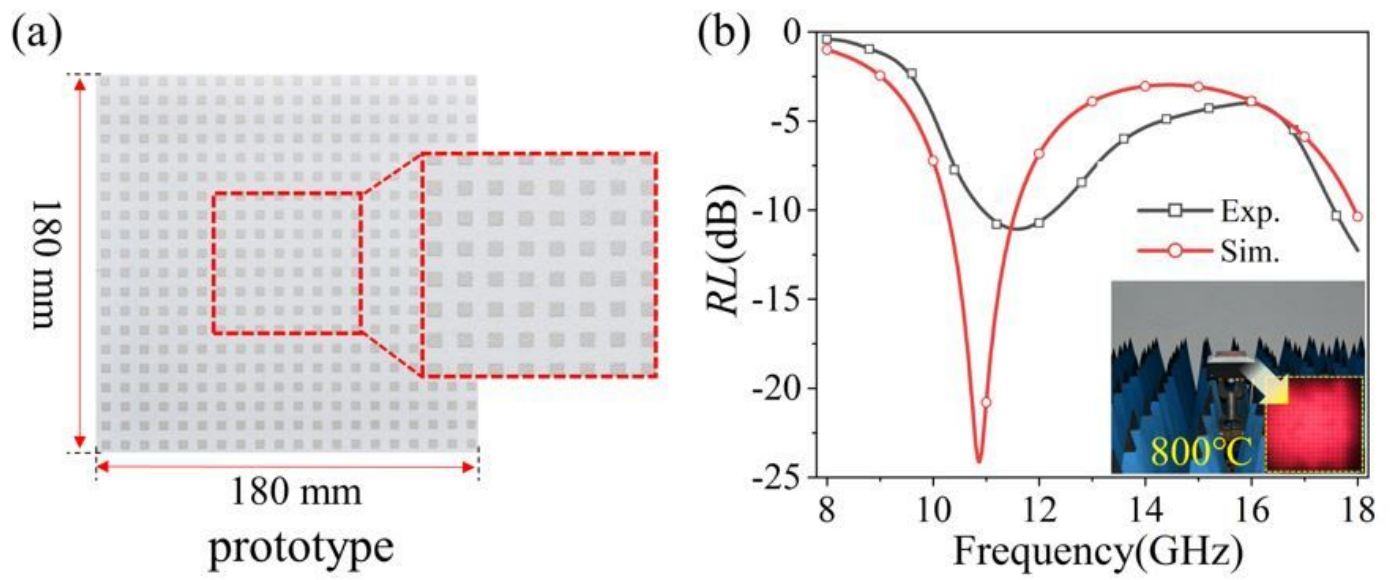 (a)
180 mm
180 mm
prototype
(b)
RL(dB)
0
-5
-10
-15
-20
-25
Exp.
Sim.
800°C
8
10
12
14
16
18
Frequency(GHz)